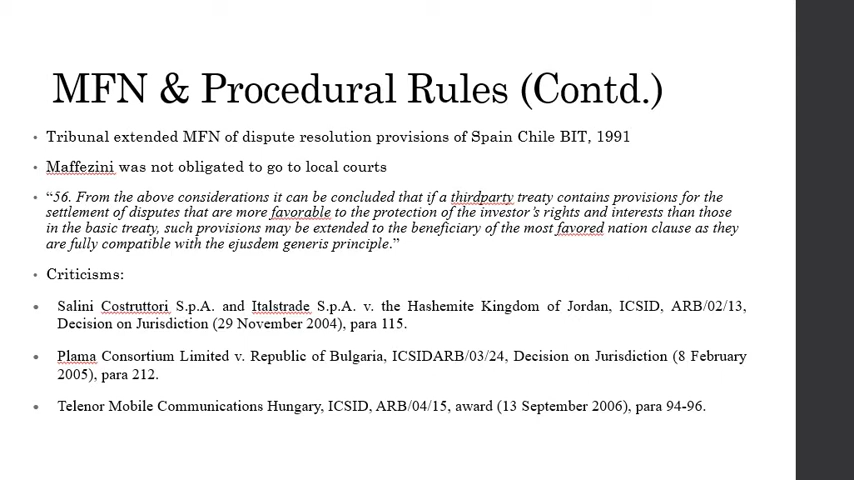 MFN & Procedural Rules (Contd.)
• Tribunal extended MFN of dispute resolution provisions of Spain Chile BIT, 1991
• Maffezini was not obligated to go to local courts
• “56. From the above considerations it can be concluded that if a thirdparty treaty contains provisions for the
settlement of disputes that are more favorable to the protection of the investor’s rights and interests than those
in the basic treaty, such provisions may be extended to the beneficiary of the most favored nation clause as they
are fully compatible with the ejusdem generis principle.”
• Criticisms:
• Salini Costruttori S.p.A. and Italstrade S.p.A. v. the Hashemite Kingdom of Jordan, ICSID, ARB/02/13,
Decision on Jurisdiction (29 November 2004), para 115.
• Plama Consortium Limited v. Republic of Bulgaria, ICSIDARB/03/24, Decision on Jurisdiction (8 February
2005), para 212.
• Telenor Mobile Communications Hungary, ICSID, ARB/04/15, award (13 September 2006), para 94-96.